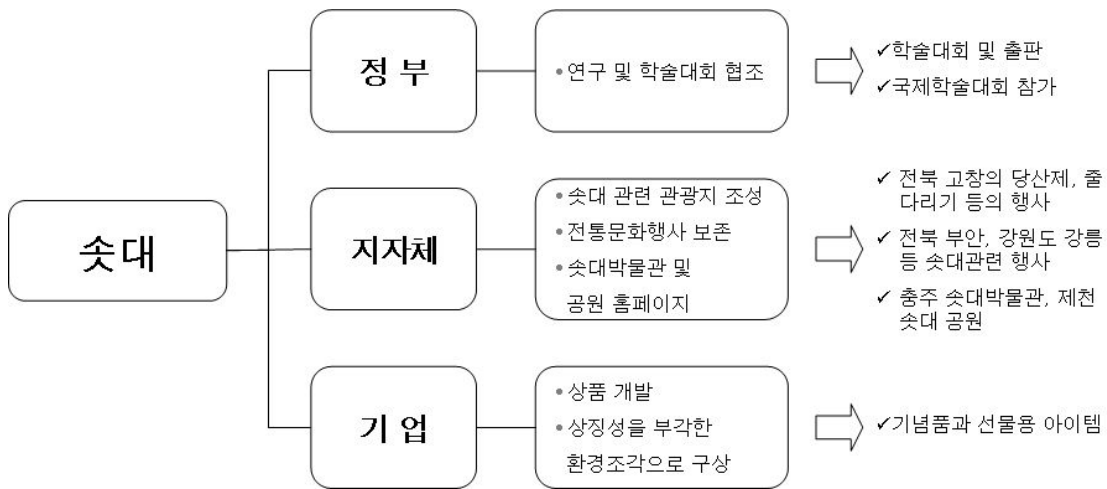 솟대
정 부
• 연구 및 학술대회 협조
✓학술대회 및 출판
✓국제학술대회 참가
지자체
• 솟대 관련 관광지 조성
• 전통문화행사 보존
• 솟대박물관 및
공원 홈페이지
✓ 전북 고창의 당산제, 줄
다리기 등의 행사
✓ 전북 부안, 강원도 강릉
등 솟대관련 행사
✓ 충주 솟대박물관, 제천
솟대 공원
기 업
• 상품 개발
• 상징성을 부각한
환경조각으로 구상
✓기념품과 선물용 아이템